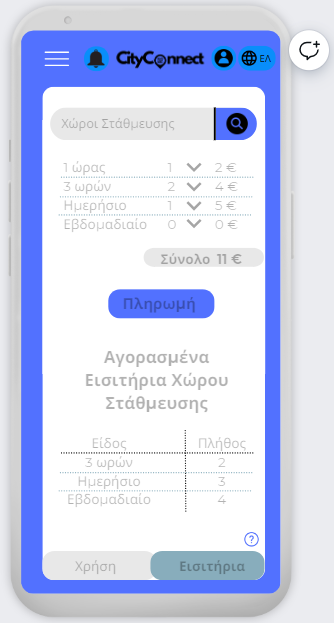 CityConnect ΕΛ
Χώροι Στάθμευσης
1 ώρας 1 2 €
3 ωρών 2 4 €
Ημερήσιο 1 5 €
Εβδομαδιαίο 0 0 €
Σύνολο 11 €
Πληρωμή
Αγορασμένα
Εισιτήρια Χώρου
Στάθμευσης
Είδος Πλήθος
3 ωρών 2
Ημερήσιο 3
Εβδομαδιαίο 4
?
Χρήση Εισιτήρια